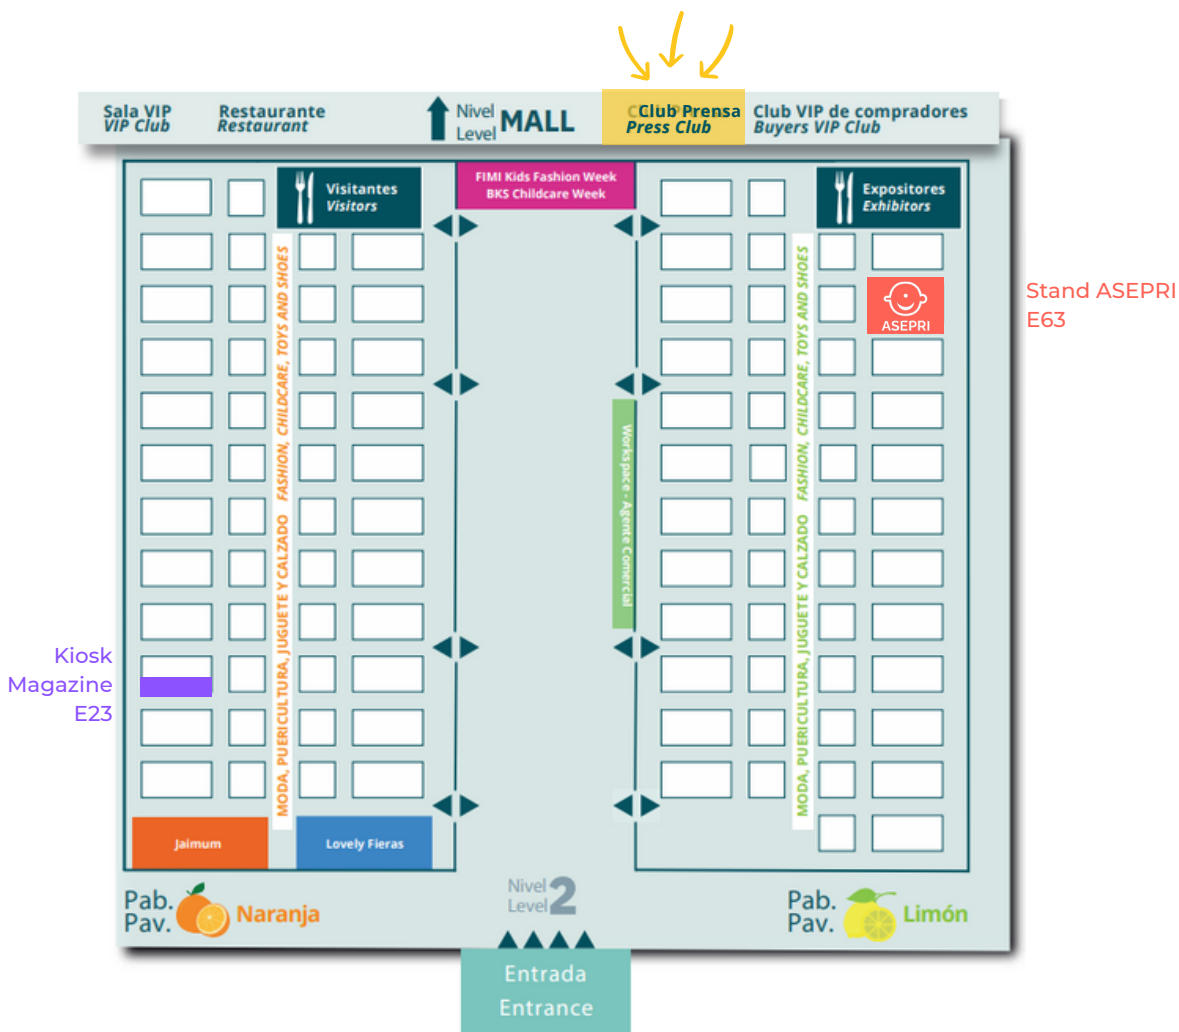 Sala VIP
VIP Club
Restaurante
Restaurant
Nivel
Level
MALL
Club Prensa
Press Club
Club VIP de compradores
Buyers VIP Club
Visitantes
Visitors
FIMI Kids Fashion Week
BKS Childcare Week
Expositores
Exhibitors
MODA, PUERICULTURA, JUGUETE Y CALZADO FASHION, CHILDCARE, TOYS AND SHOES
Workspace - Agente Comercial
MODA, PUERICULTURA, JUGUETE Y CALZADO FASHION, CHILDCARE, TOYS AND SHOES
ASEPRI
Stand ASEPRI
E63
Kiosk
Magazine
E23
Jaimum
Lovely Fieras
Pab.
Pav.
Naranja
Nivel
Level
2
Pab.
Pav.
Limón
Entrada
Entrance